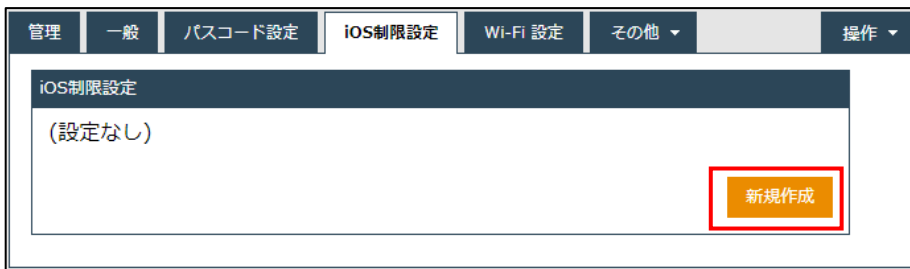 管理 一般 パスコード設定 iOS制限設定 Wi-Fi 設定 その他 ▼ 操作 ▼
iOS制限設定
(設定なし)
新規作成